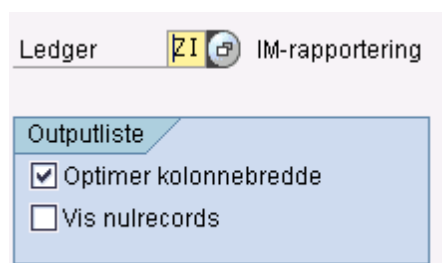 Ledger ZI IM-rapportering
Outputliste
Optimer kolonnebredde
Vis nulrecords